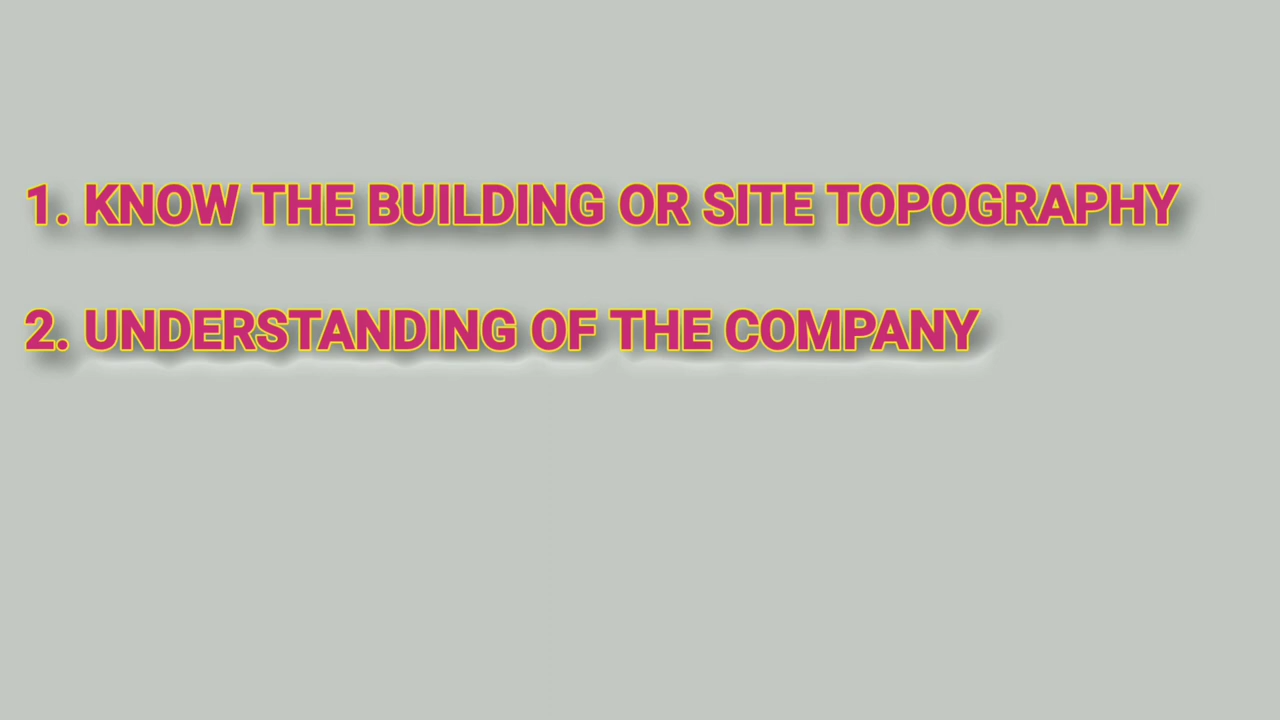 1. KNOW THE BUILDING OR SITE TOPOGRAPHY
2. UNDERSTANDING OF THE COMPANY